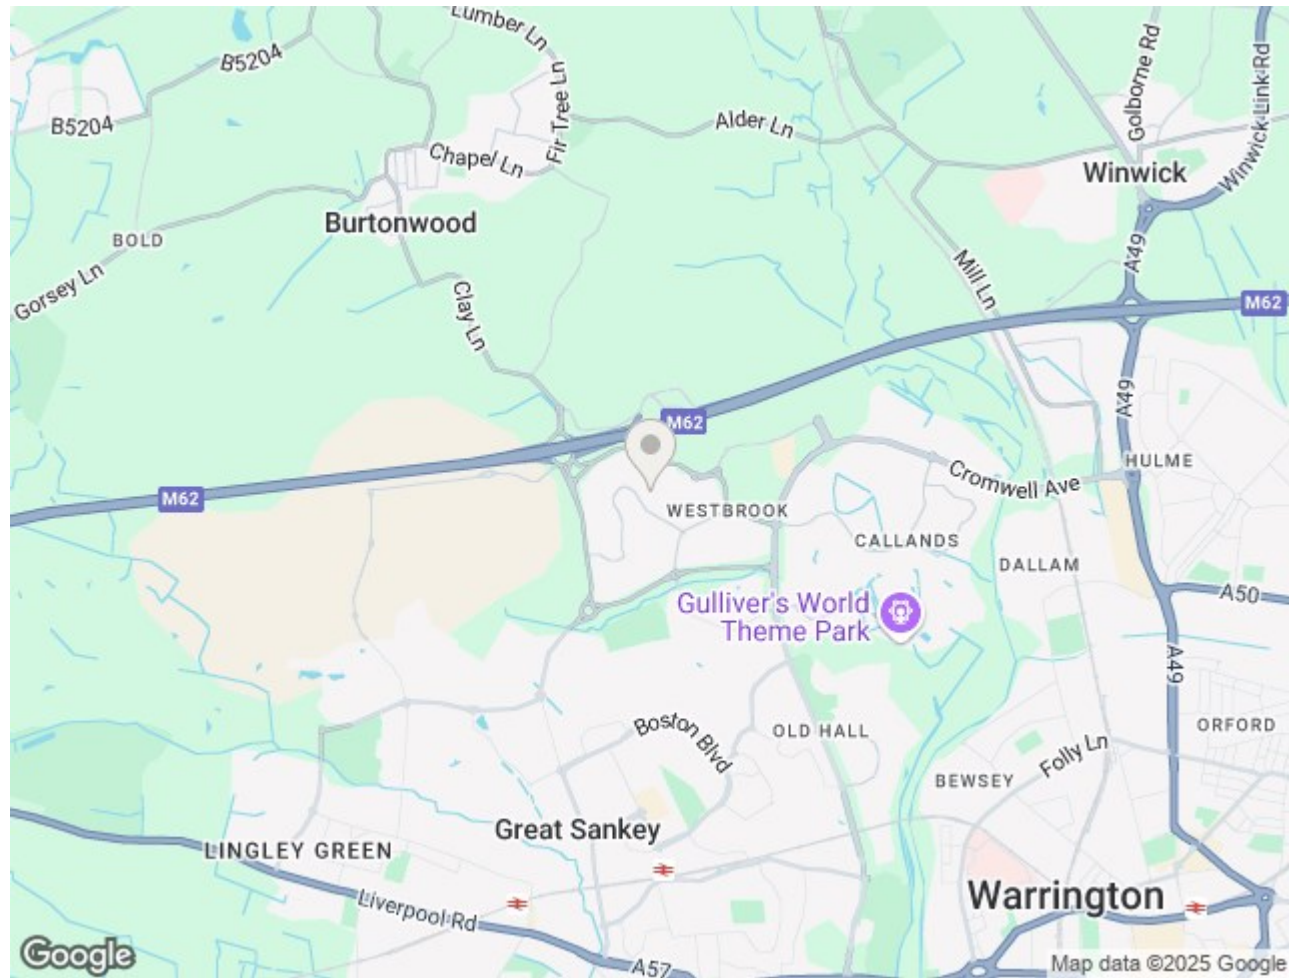 Lumber Ln
B5204
Golborne Rd
Winwick Link Rd
B5204
Fir Tree Ln
Alder Ln
Chapel Ln
Winwick
Burtonwood
BOLD
A49
Gorsey Ln
Mill Ln
Clay Ln
M62
M62
A49
HULME
Cromwell Ave
M62
WESTBROOK
CALLANDS
DALLAM
A50
Gulliver's World
Theme Park
A49
Boston Blvd
OLD HALL
ORFORD
Folly Ln
BEWSEY
Great Sankey
LINGLEY GREEN
Warrington
Liverpool Rd
A57
Google
Map data ©2025 Google